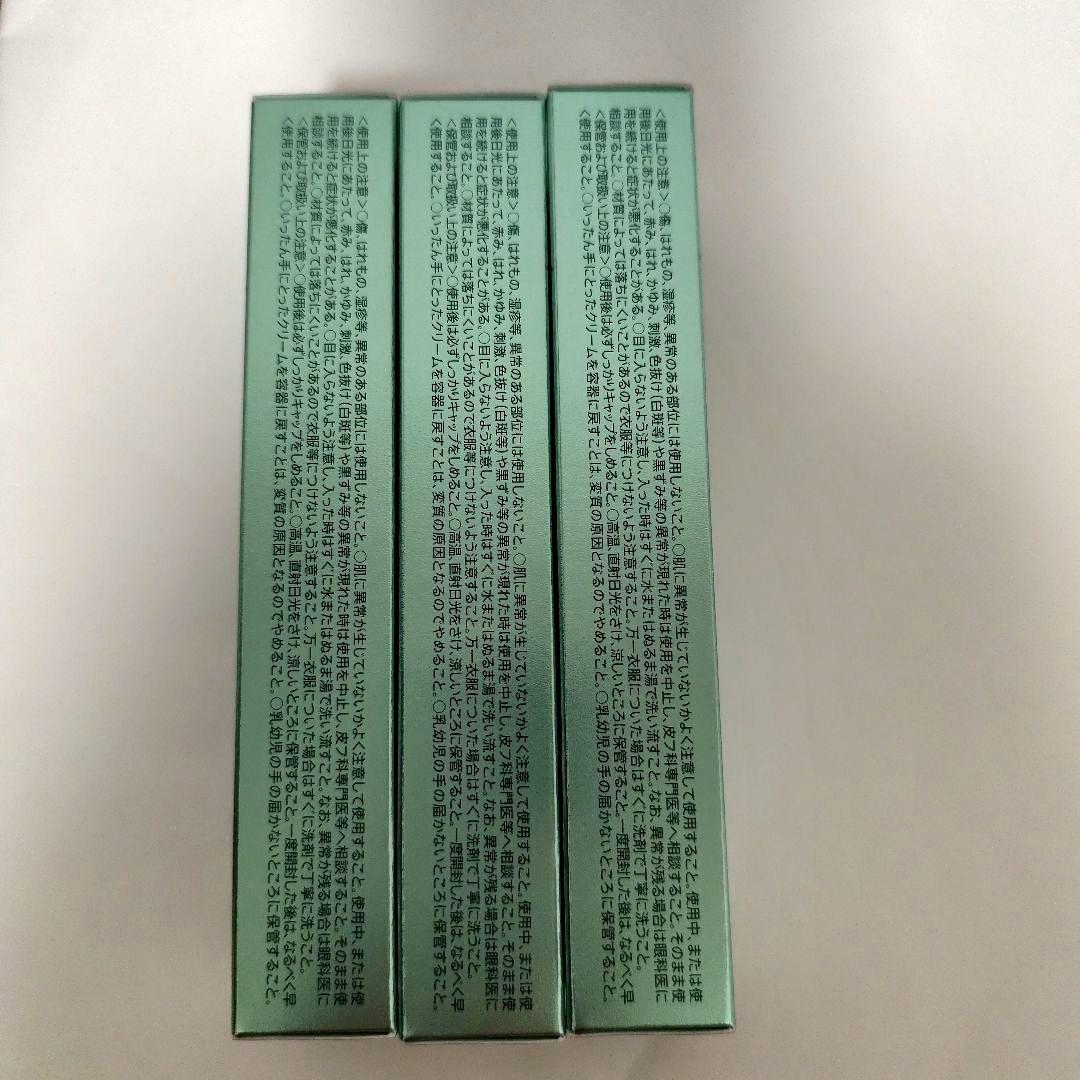 <使用上の注意>○傷、はれもの、湿疹等、異常のある部位には使用しないこと。○肌に異常が生じていないかよく注意して使用すること。使用中、または使
用後日光にあたって、赤み、はれ、かゆみ、刺激、色抜け(白斑等)や黒ずみ等の異常が現れた時は使用を中止し、皮フ科専門医等へ相談すること。そのまま使
用を続けると症状が悪化することがある。○目に入らないよう注意し、入った時はすぐに水またはぬるま湯で洗い流すこと。なお、異常が残る場合は眼科医に
相談すること。○材質によっては落ちにくいことがあるので衣服等につけないよう注意すること。万一衣服についた場合はすぐに洗剤で丁寧に洗うこと。
<保管および取扱い上の注意>○使用後は必ずしっかりキャップをしめること。○高温、直射日光をさけ、涼しいところに保管すること。一度開封した後は、なるべく早
く使用すること。○いったん手にとったクリームを容器に戻すことは、変質の原因となるのでやめること。○乳幼児の手の届かないところに保管すること。
<使用上の注意>○傷、はれもの、湿疹等、異常のある部位には使用しないこと。○肌に異常が生じていないかよく注意して使用すること。使用中、または使
用後日光にあたって、赤み、はれ、かゆみ、刺激、色抜け(白斑等)や黒ずみ等の異常が現れた時は使用を中止し、皮フ科専門医等へ相談すること。そのまま使
用を続けると症状が悪化することがある。○目に入らないよう注意し、入った時はすぐに水またはぬるま湯で洗い流すこと。なお、異常が残る場合は眼科医に
相談すること。○材質によっては落ちにくいことがあるので衣服等につけないよう注意すること。万一衣服についた場合はすぐに洗剤で丁寧に洗うこと。
<保管および取扱い上の注意>○使用後は必ずしっかりキャップをしめること。○高温、直射日光をさけ、涼しいところに保管すること。一度開封した後は、なるべく早
く使用すること。○いったん手にとったクリームを容器に戻すことは、変質の原因となるのでやめること。○乳幼児の手の届かないところに保管すること。
<使用上の注意>○傷、はれもの、湿疹等、異常のある部位には使用しないこと。○肌に異常が生じていないかよく注意して使用すること。使用中、または使
用後日光にあたって、赤み、はれ、かゆみ、刺激、色抜け(白斑等)や黒ずみ等の異常が現れた時は使用を中止し、皮フ科専門医等へ相談すること。そのまま使
用を続けると症状が悪化することがある。○目に入らないよう注意し、入った時はすぐに水またはぬるま湯で洗い流すこと。なお、異常が残る場合は眼科医に
相談すること。○材質によっては落ちにくいことがあるので衣服等につけないよう注意すること。万一衣服についた場合はすぐに洗剤で丁寧に洗うこと。
<保管および取扱い上の注意>○使用後は必ずしっかりキャップをしめること。○高温、直射日光をさけ、涼しいところに保管すること。一度開封した後は、なるべく早
く使用すること。○いったん手にとったクリームを容器に戻すことは、変質の原因となるのでやめること。○乳幼児の手の届かないところに保管すること。